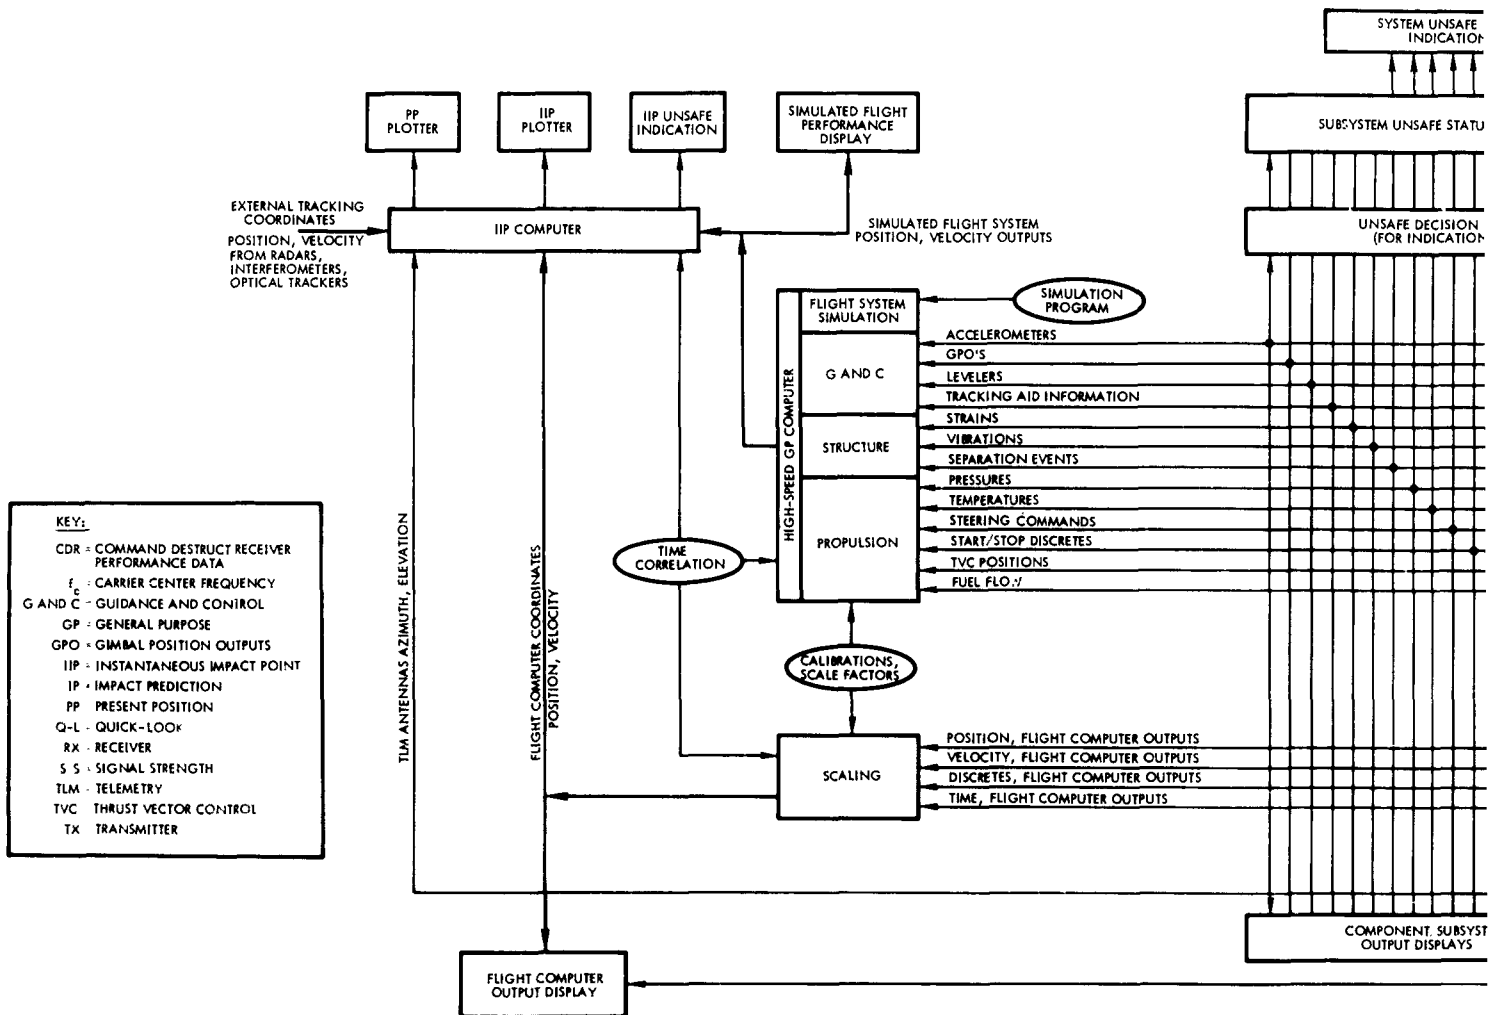 SYSTEM UNSAFE
INDICATION
PP
PLOTTER
IIP
PLOTTER
IIP UNSAFE
INDICATION
SIMULATED FLIGHT
PERFORMANCE
DISPLAY
SUBSYSTEM UNSAFE STATU
EXTERNAL TRACKING
COORDINATES
POSITION, VELOCITY
FROM RADARS,
INTERFEROMETERS,
OPTICAL TRACKERS
IIP COMPUTER
SIMULATED FLIGHT SYSTEM
POSITION, VELOCITY OUTPUTS
UNSAFE DECISION
(FOR INDICATION
HIGH-SPEED GP COMPUTER
FLIGHT SYSTEM
SIMULATION
SIMULATION
PROGRAM
G AND C
STRUCTURE
PROPULSION
ACCELEROMETERS
GPO'S
LEVELERS
TRACKING AID INFORMATION
STRAINS
VIBRATIONS
SEPARATION EVENTS
PRESSURES
TEMPERATURES
STEERING COMMANDS
START/STOP DISCRETES
TVC POSITIONS
FUEL FLOW
TIME
CORRELATION
TLM ANTENNAS AZIMUTH, ELEVATION
FLIGHT COMPUTER COORDINATES
POSITION, VELOCITY
CALIBRATIONS,
SCALE FACTORS
SCALING
POSITION, FLIGHT COMPUTER OUTPUTS
VELOCITY, FLIGHT COMPUTER OUTPUTS
DISCRETES, FLIGHT COMPUTER OUTPUTS
TIME, FLIGHT COMPUTER OUTPUTS
KEY:
CDR = COMMAND DESTRUCT RECEIVER
PERFORMANCE DATA
fc = CARRIER CENTER FREQUENCY
G AND C - GUIDANCE AND CONTROL
GP = GENERAL PURPOSE
GPO = GIMBAL POSITION OUTPUTS
IIP = INSTANTANEOUS IMPACT POINT
IP = IMPACT PREDICTION
PP PRESENT POSITION
Q-L - QUICK-LOOK
RX - RECEIVER
S S = SIGNAL STRENGTH
TLM - TELEMETRY
TVC THRUST VECTOR CONTROL
TX TRANSMITTER
COMPONENT, SUBSYST
OUTPUT DISPLAYS
FLIGHT COMPUTER
OUTPUT DISPLAY